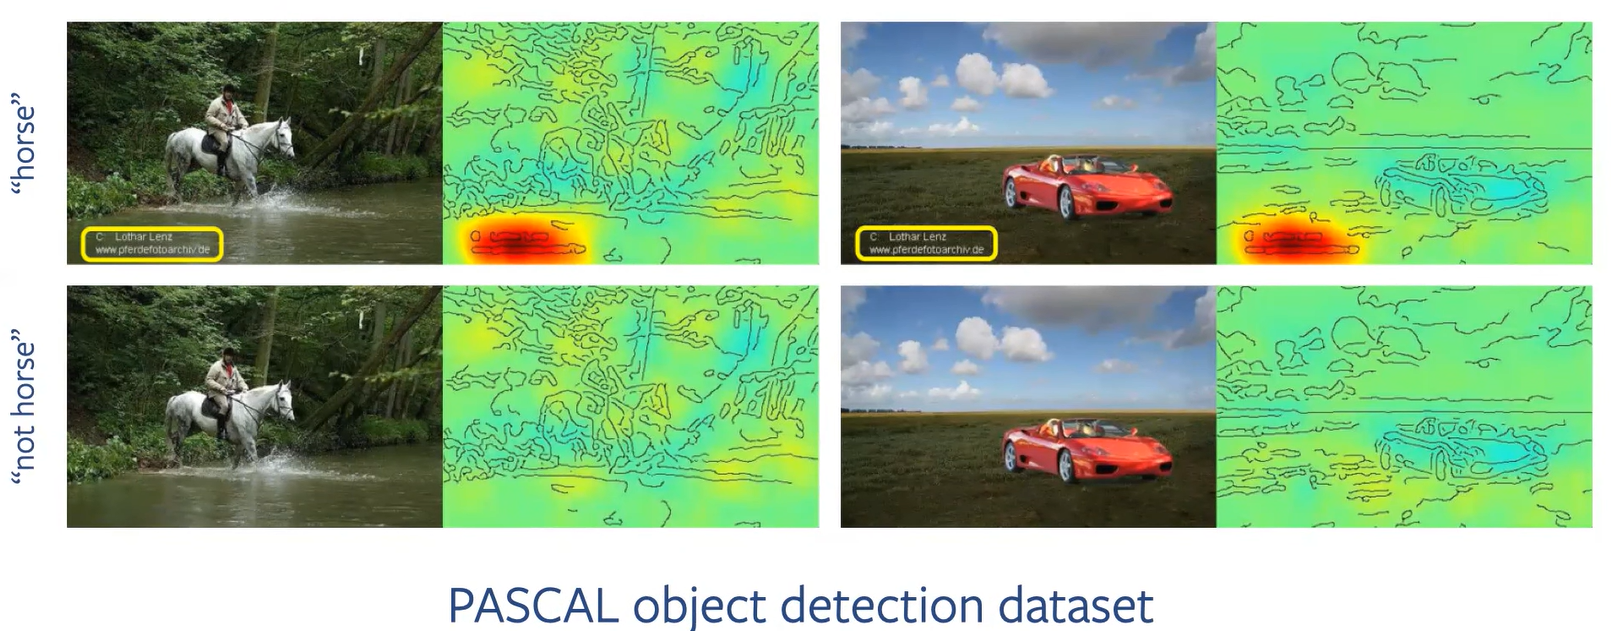 “horse”
C: Lothar Lenz
www.pferdefotoarchiv.de
C: Lothar Lenz
www.pferdefotoarchiv.de
“not horse”
PASCAL object detection dataset